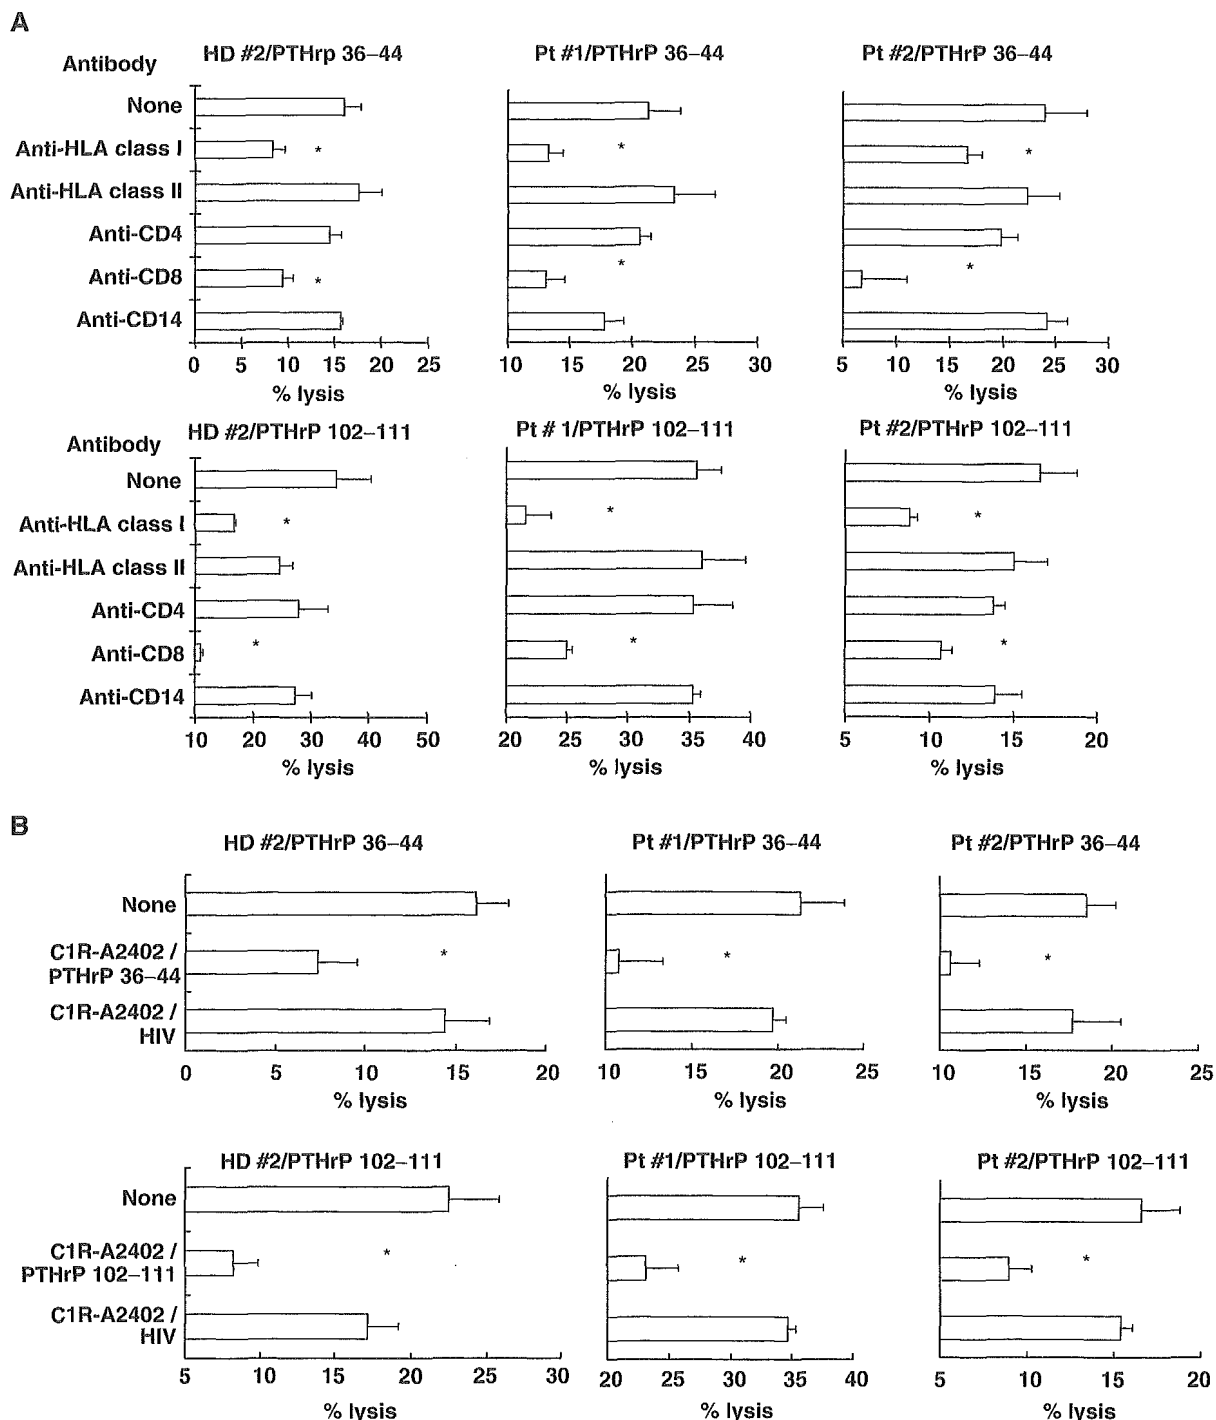 A
HD #2/PTHrp 36–44
Pt #1/PTHrP 36–44
Pt #2/PTHrP 36–44
Antibody
None
Anti-HLA class I
*
*
*
Anti-HLA class II
Anti-CD4
Anti-CD8
*
*
*
Anti-CD14
0 5 10 15 20 25
10 15 20 25 30
5 10 15 20 25 30
% lysis
% lysis
% lysis
HD #2/PTHrP 102–111
Pt # 1/PTHrP 102–111
Pt #2/PTHrP 102–111
Antibody
None
Anti-HLA class I
*
*
*
Anti-HLA class II
Anti-CD4
Anti-CD8
*
*
*
Anti-CD14
10 20 30 40 50
20 25 30 35 40
5 10 15 20
% lysis
% lysis
% lysis
B
HD #2/PTHrP 36–44
Pt #1/PTHrP 36–44
Pt #2/PTHrP 36–44
None
C1R-A2402 /
PTHrP 36–44
*
*
*
C1R-A2402 /
HIV
0 5 10 15 20
10 15 20 25
10 15 20 25
% lysis
% lysis
% lysis
HD #2/PTHrP 102–111
Pt #1/PTHrP 102–111
Pt #2/PTHrP 102–111
None
C1R-A2402 /
PTHrP 102–111
*
*
*
C1R-A2402 /
HIV
5 10 15 20 25 30
20 25 30 35 40
5 10 15 20
% lysis
% lysis
% lysis